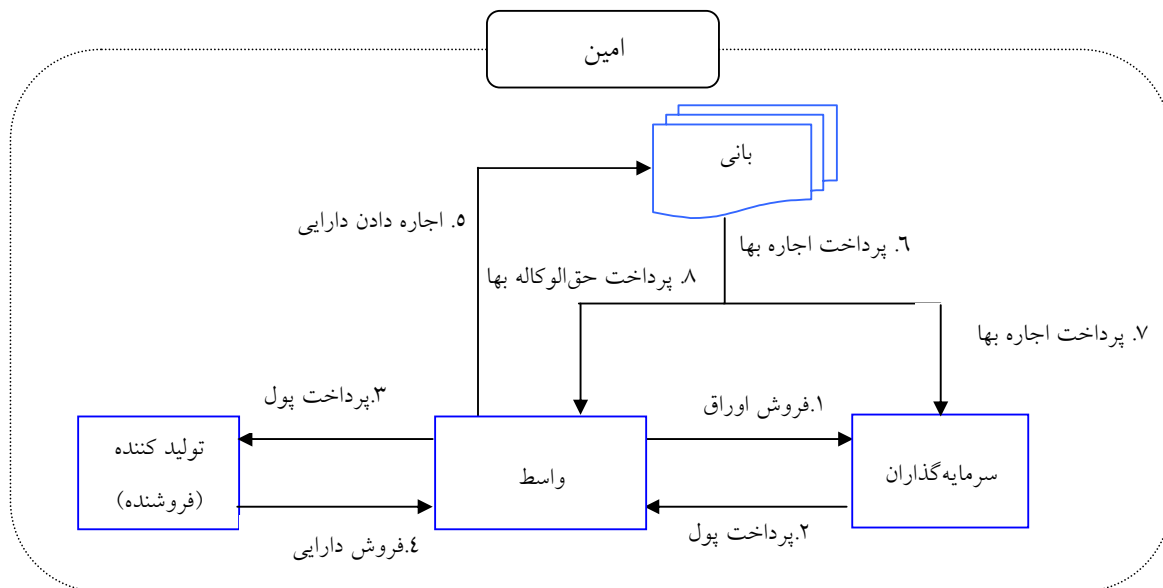 امین
بانی
۵. اجاره دادن دارایی
۶. پرداخت اجاره بها
۸. پرداخت حق‌الوکاله بها
۷. پرداخت اجاره بها
۳.پرداخت پول
۱.فروش اوراق
تولید کننده
(فروشنده)
واسط
سرمایه‌گذاران
۴.فروش دارایی
۲.پرداخت پول